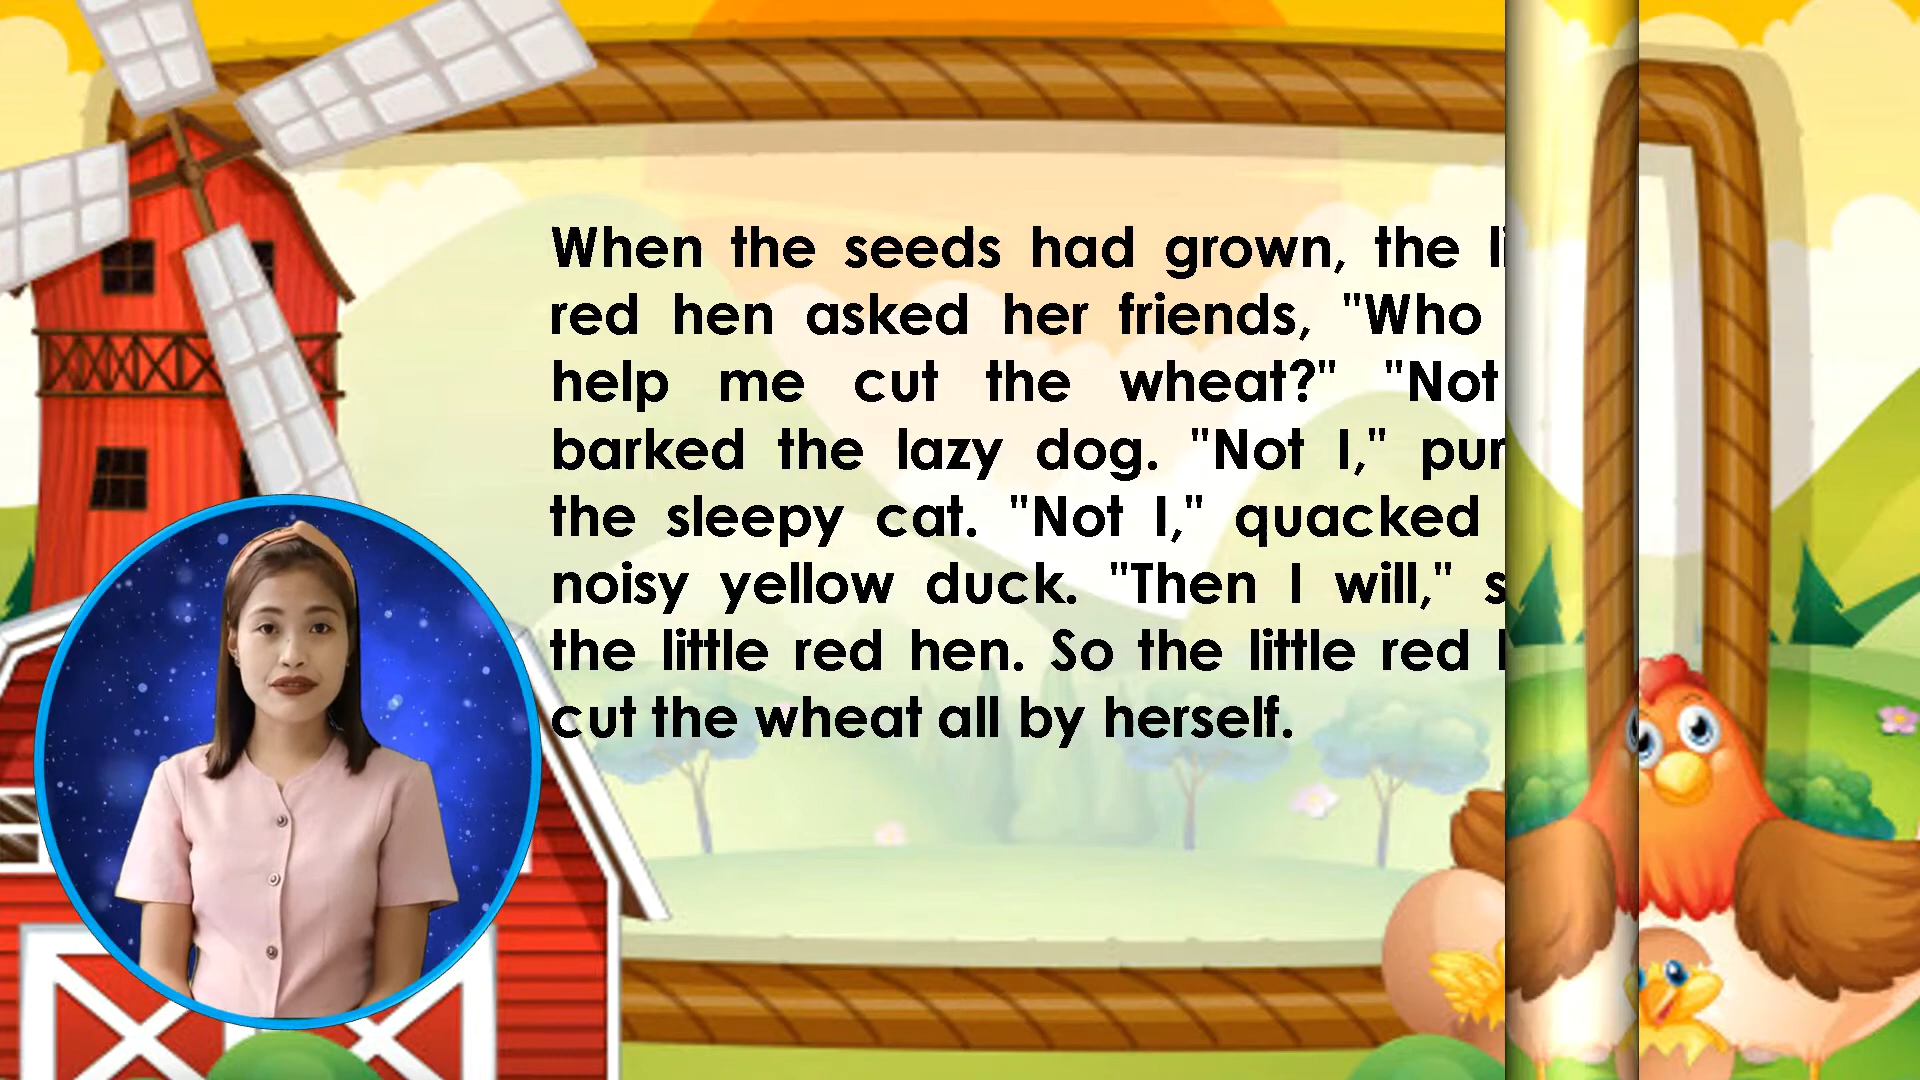 When the seeds had grown, the
red hen asked her friends, "Who
help me cut the wheat?" "Not
barked the lazy dog. "Not I,"
the sleepy cat. "Not I," quacked
noisy yellow duck. "Then I will,"
the little red hen. So the little red
cut the wheat all by herself.